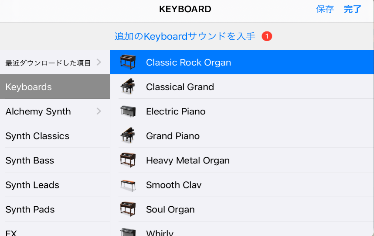 KEYBOARD
保存 完了
追加のKeyboardサウンドを入手 1
最近ダウンロードした項目
Keyboards
Alchemy Synth
Synth Classics
Synth Bass
Synth Leads
Synth Pads
FX
Classic Rock Organ
Classical Grand
Electric Piano
Grand Piano
Heavy Metal Organ
Smooth Clav
Soul Organ
Whirly